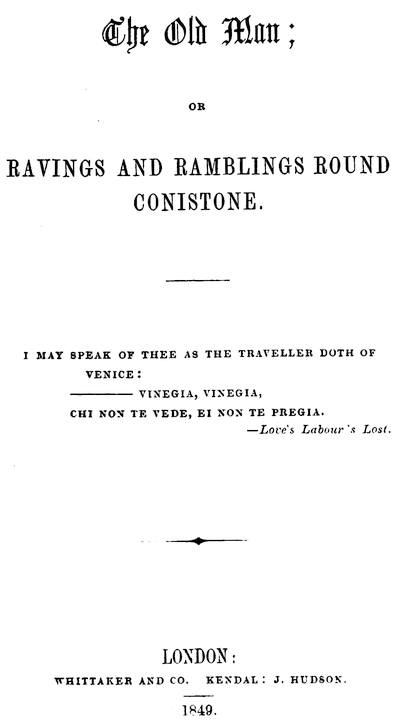 The Old Man;
OR
RAVINGS AND RAMBLINGS ROUND
CONISTONE.
I MAY SPEAK OF THEE AS THE TRAVELLER DOTH OF
VENICE:
——— VINEGIA, VINEGIA,
CHI NON TE VEDE, EI NON TE PREGIA.
—Love's Labour's Lost.
LONDON:
WHITTAKER AND CO. KENDAL: J. HUDSON.
1849.